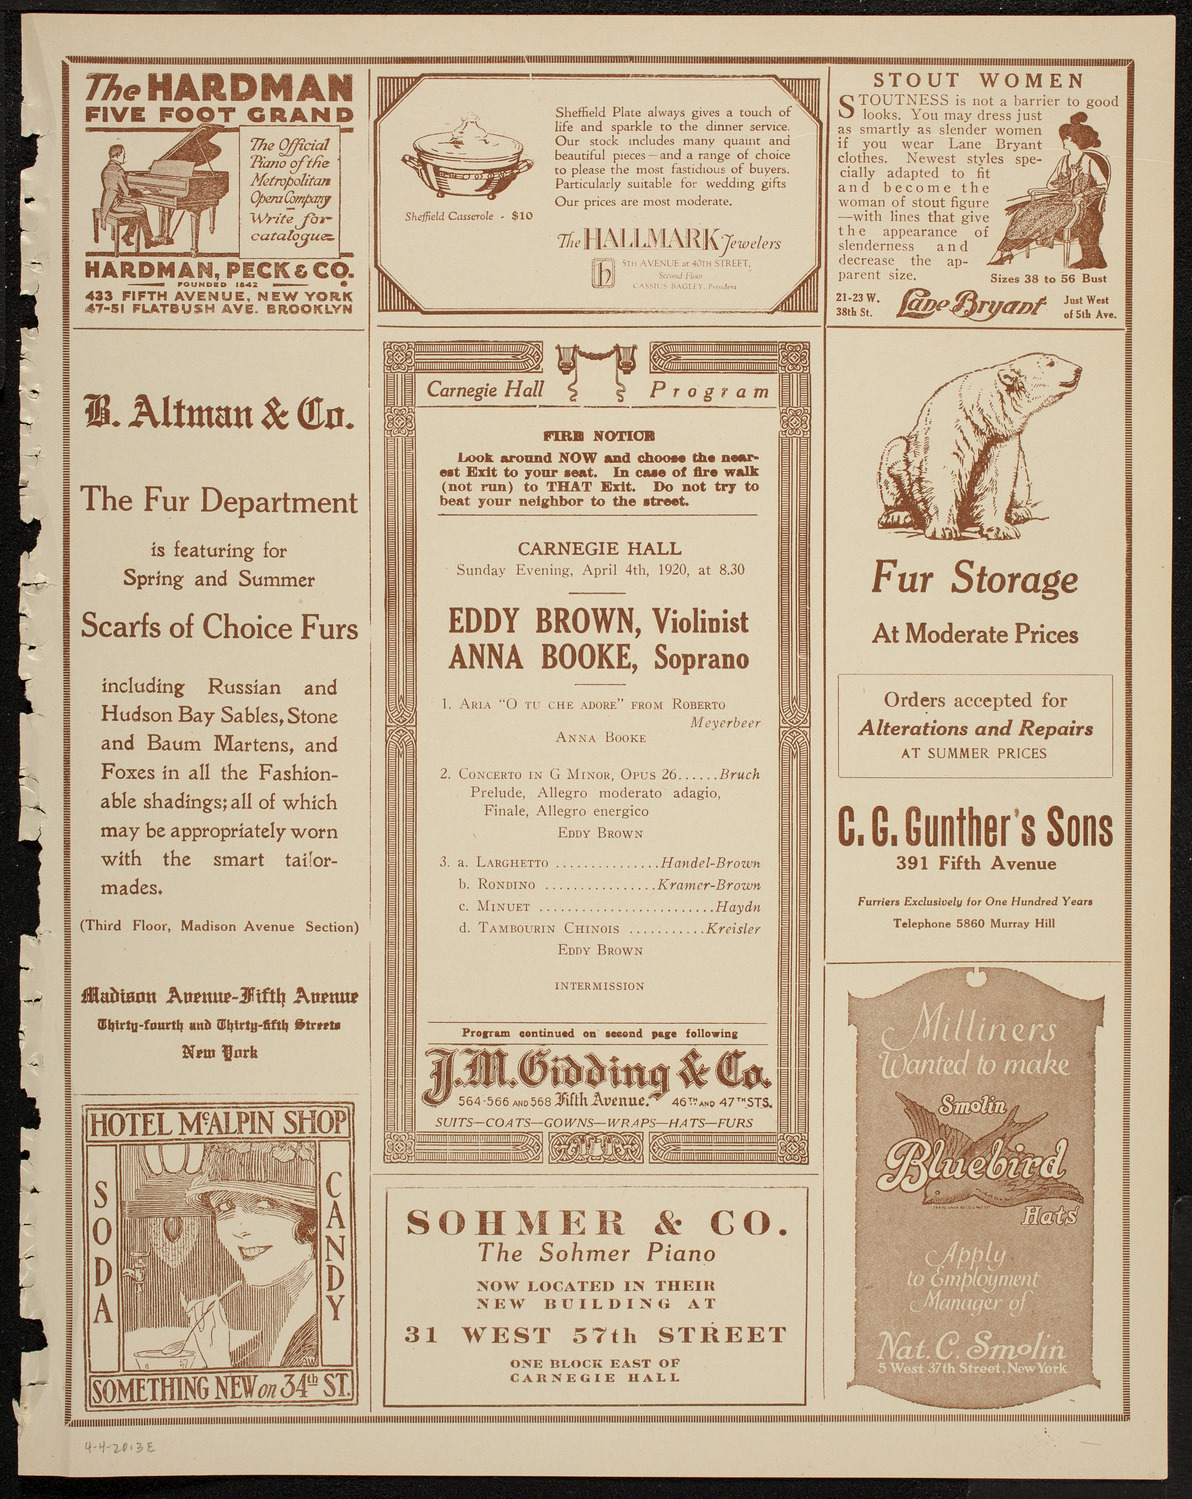 The HARDMAN
FIVE FOOT GRAND
The Official
Piano of the
Metropolitan
Opera Company
Write for
catalogue
HARDMAN, PECK & CO.
FOUNDED 1842
433 FIFTH AVENUE, NEW YORK
47-51 FLATBUSH AVE. BROOKLYN
Sheffield Casserole - $10
Sheffield Plate always gives a touch of
life and sparkle to the dinner service.
Our stock includes many quaint and
beautiful pieces—and a range of choice
to please the most fastidious of buyers.
Particularly suitable for wedding gifts
Our prices are most moderate.
The HALLMARK Jewelers
h
5TH AVENUE at 40TH STREET,
Second Floor
CASSIUS BAGLEY, President
STOUT WOMEN
STOUTNESS is not a barrier to good
looks. You may dress just
as smartly as slender women
if you wear Lane Bryant
clothes. Newest styles spe-
cially adapted to fit
and become the
woman of stout figure
—with lines that give
the appearance of
slenderness and
decrease the ap-
parent size.
Sizes 38 to 56 Bust
21-23 W.
38th St.
Lane Bryant
Just West
of 5th Ave.
B. Altman & Co.
The Fur Department
is featuring for
Spring and Summer
Scarfs of Choice Furs
including Russian and
Hudson Bay Sables, Stone
and Baum Martens, and
Foxes in all the Fashion-
able shadings; all of which
may be appropriately worn
with the smart tailor-
mades.
(Third Floor, Madison Avenue Section)
Madison Avenue-Fifth Avenue
Thirty-fourth and Thirty-fifth Streets
New York
HOTEL McALPIN SHOP
SODA
CANDY
AW
SOMETHING NEW on 34th ST.
Carnegie Hall Program
FIRE NOTICE
Look around NOW and choose the near-
est Exit to your seat. In case of fire walk
(not run) to THAT Exit. Do not try to
beat your neighbor to the street.
CARNEGIE HALL
Sunday Evening, April 4th, 1920, at 8.30
EDDY BROWN, Violinist
ANNA BOOKE, Soprano
1. ARIA "O TU CHE ADORE" FROM ROBERTO
Meyerbeer
ANNA BOOKE
2. CONCERTO IN G MINOR, OPUS 26......Bruch
Prelude, Allegro moderato adagio,
Finale, Allegro energico
EDDY BROWN
3. a. LARGHETTO ...............Handel-Brown
b. RONDINO ................Kramer-Brown
c. MINUET .........................Haydn
d. TAMBOURIN CHINOIS ...........Kreisler
EDDY BROWN
INTERMISSION
Program continued on second page following
J.M. Gidding & Co.
564-566 AND 568 Fifth Avenue. 46TH AND 47TH STS.
SUITS—COATS—GOWNS—WRAPS—HATS—FURS
SOHMER & CO.
The Sohmer Piano
NOW LOCATED IN THEIR
NEW BUILDING AT
31 WEST 57th STREET
ONE BLOCK EAST OF
CARNEGIE HALL
Fur Storage
At Moderate Prices
Orders accepted for
Alterations and Repairs
AT SUMMER PRICES
C. G. Gunther's Sons
391 Fifth Avenue
Furriers Exclusively for One Hundred Years
Telephone 5860 Murray Hill
Milliners
Wanted to make
Smolin
Bluebird
Hats
Apply
to Employment
Manager of
Nat. C. Smolin
5 West 37th Street, New York
4-4-2013E